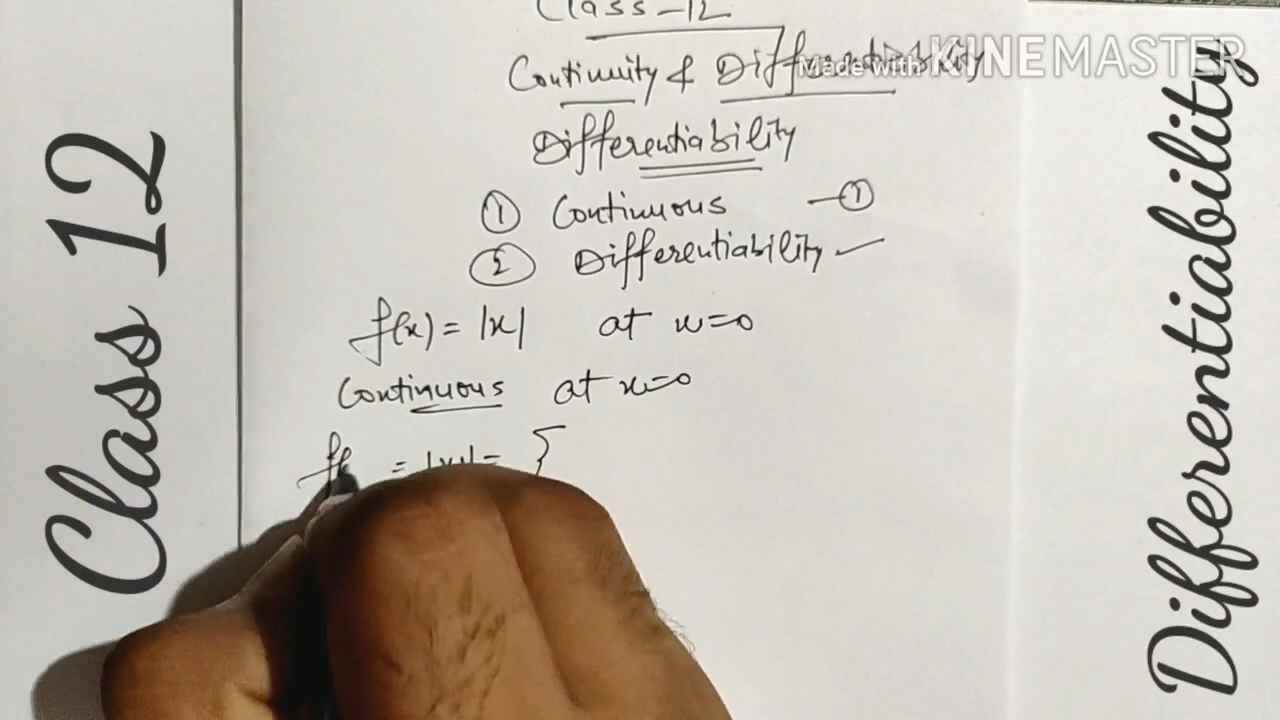 Class-12
Continuity & Differentiability
Made with KINEMASTER
Differentiability
① Continuous —①
② Differentiability
f(x) = |x| at x=0
Continuous at x=0
= |x| = {
Class 12
Differentiability